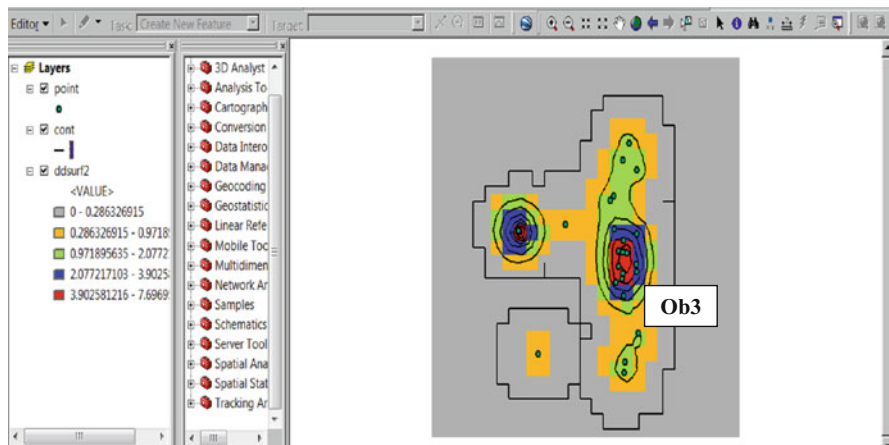 Editor Task: Create New Feature Target:
Layers
point
cont
ddsurf2
<VALUE>
0 - 0.286326915
0.286326915 - 0.9718
0.971895635 - 2.0772
2.077217103 - 3.9025
3.902581216 - 7.6969
3D Analyst
Analysis To
Cartograph
Conversion
Data Intero
Data Mana
Geocoding
Geostatistic
Linear Refe
Mobile Too
Multidimen
Network Ar
Samples
Schematics
Server Tool
Spatial Ana
Spatial Stat
Tracking Ar
Ob3